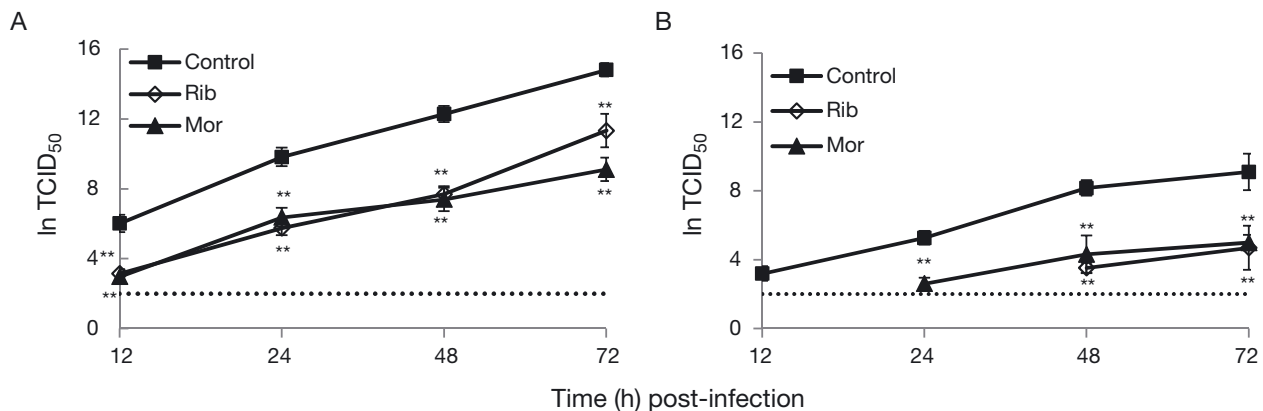 A
ln TCID50
16
12
8
4
0
Control
Rib
Mor
**
**
**
**
**
**
**
**
12
24
48
72
B
ln TCID50
16
12
8
4
0
Control
Rib
Mor
**
**
**
**
**
12
24
48
72
Time (h) post-infection